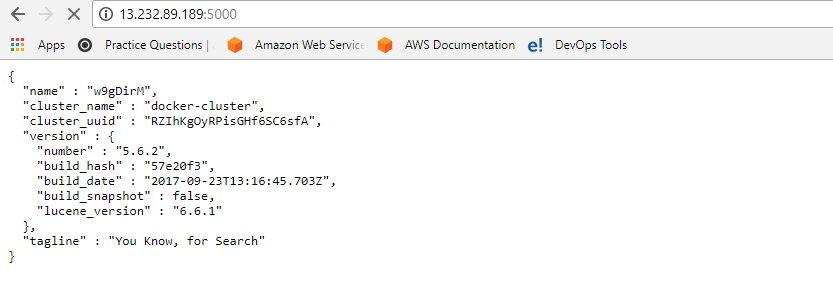 13.232.89.189:5000
Apps Practice Questions | Amazon Web Service AWS Documentation e! DevOps Tools
{
"name" : "w9gDirM",
"cluster_name" : "docker-cluster",
"cluster_uuid" : "RZIhKgOyRPisGHf6SC6sfA",
"version" : {
"number" : "5.6.2",
"build_hash" : "57e20f3",
"build_date" : "2017-09-23T13:16:45.703Z",
"build_snapshot" : false,
"lucene_version" : "6.6.1"
},
"tagline" : "You Know, for Search"
}